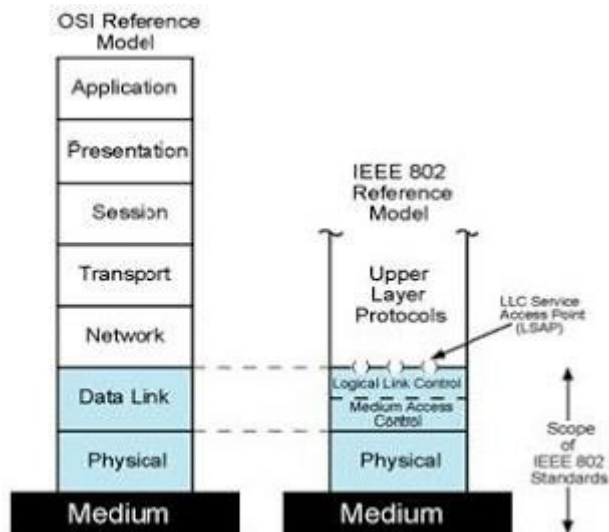 OSI Reference
Model
Application
Presentation
Session
Transport
Network
Data Link
Physical
Medium
IEEE 802
Reference
Model
Upper
Layer
Protocols
LLC Service
Access Point
(LSAP)
Logical Link Control
Medium Access
Control
Physical
Medium
Scope
of
IEEE 802
Standards